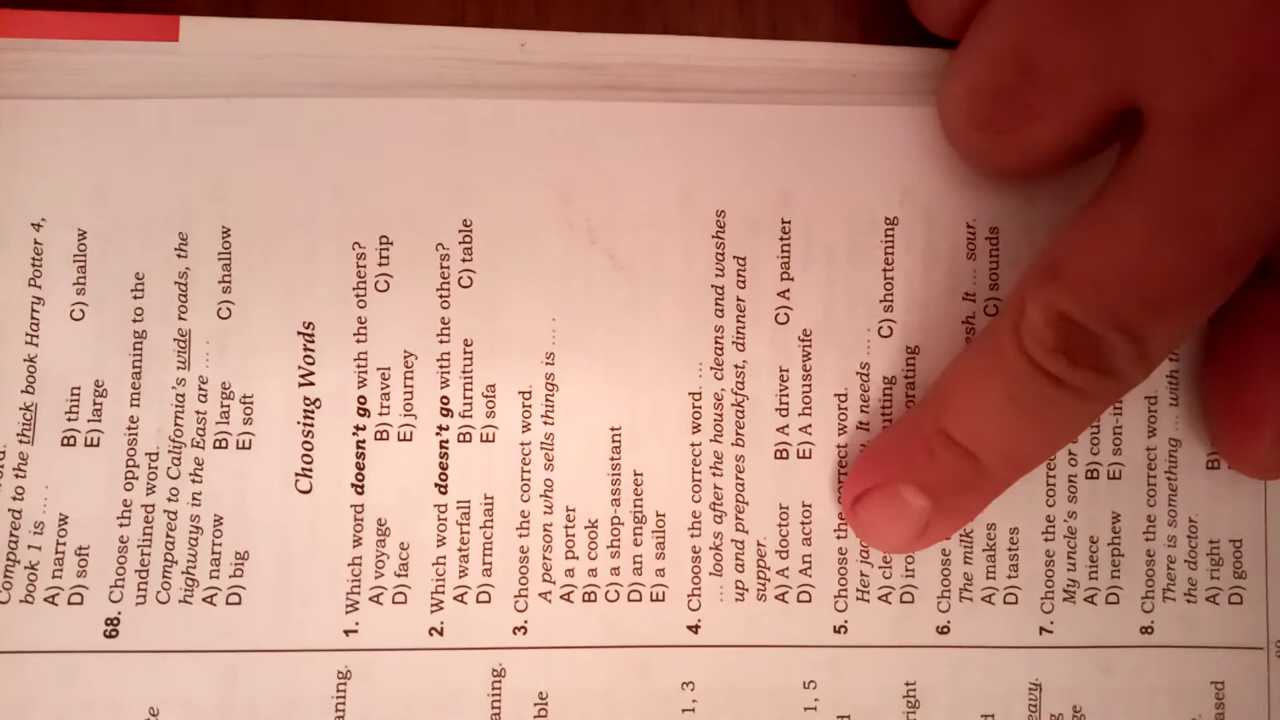 Compared to the thick book Harry Potter 4,
book 1 is ....
A) narrow B) thin C) shallow
D) soft E) large
68. Choose the opposite meaning to the
underlined word.
Compared to California's wide roads, the
highways in the East are ....
A) narrow B) large C) shallow
D) big E) soft
Choosing Words
1. Which word doesn't go with the others?
A) voyage B) travel C) trip
D) face E) journey
2. Which word doesn't go with the others?
A) waterfall B) furniture C) table
D) armchair E) sofa
3. Choose the correct word.
A person who sells things is ....
A) a porter
B) a cook
C) a shop-assistant
D) an engineer
E) a sailor
4. Choose the correct word....
... looks after the house, cleans and washes
up and prepares breakfast, dinner and
supper.
A) A doctor B) A driver C) A painter
D) An actor E) A housewife
5. Choose the correct word.
Her It needs ....
A) C) shortening
D)
6. Choose
The milk It ... sour.
A) makes C) sounds
D) tastes
7. Choose the
My uncle's son or
A) niece B)
D) nephew E)
8. Choose the correct word.
There is something ... with
the doctor.
A) right B)
D) good
aning.
aning.
ble
1, 3
1, 5
right
eavy.
ased